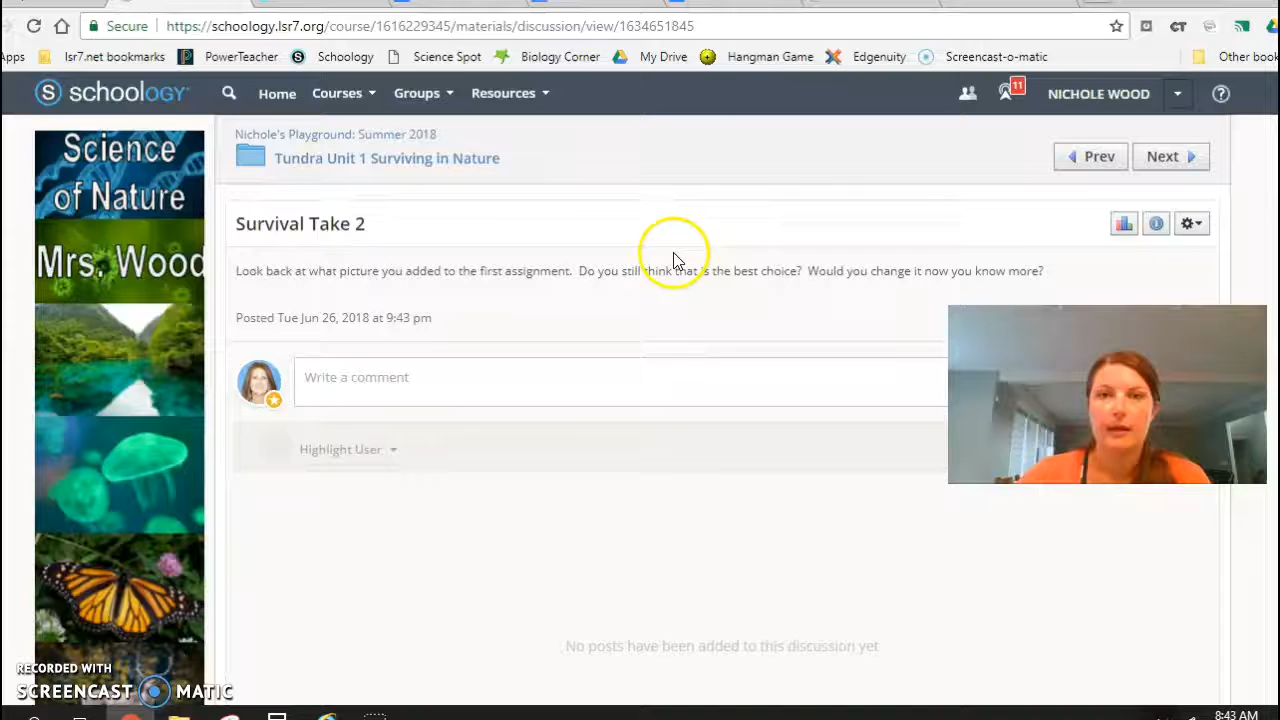 Secure https://schoology.lsr7.org/course/1616229345/materials/discussion/view/1634651845
Apps lsr7.net bookmarks PowerTeacher Schoology Science Spot Biology Corner My Drive Hangman Game Edgenuity Screencast-o-matic Other book
schoology Home Courses Groups Resources 11 NICHOLE WOOD
Nichole's Playground: Summer 2018
Tundra Unit 1 Surviving in Nature
Prev Next
Science
of Nature
Mrs. Wood
Survival Take 2
Look back at what picture you added to the first assignment. Do you still think that is the best choice? Would you change it now you know more?
Posted Tue Jun 26, 2018 at 9:43 pm
Write a comment
Highlight User
No posts have been added to this discussion yet
RECORDED WITH
SCREENCAST MATIC
8:43 AM